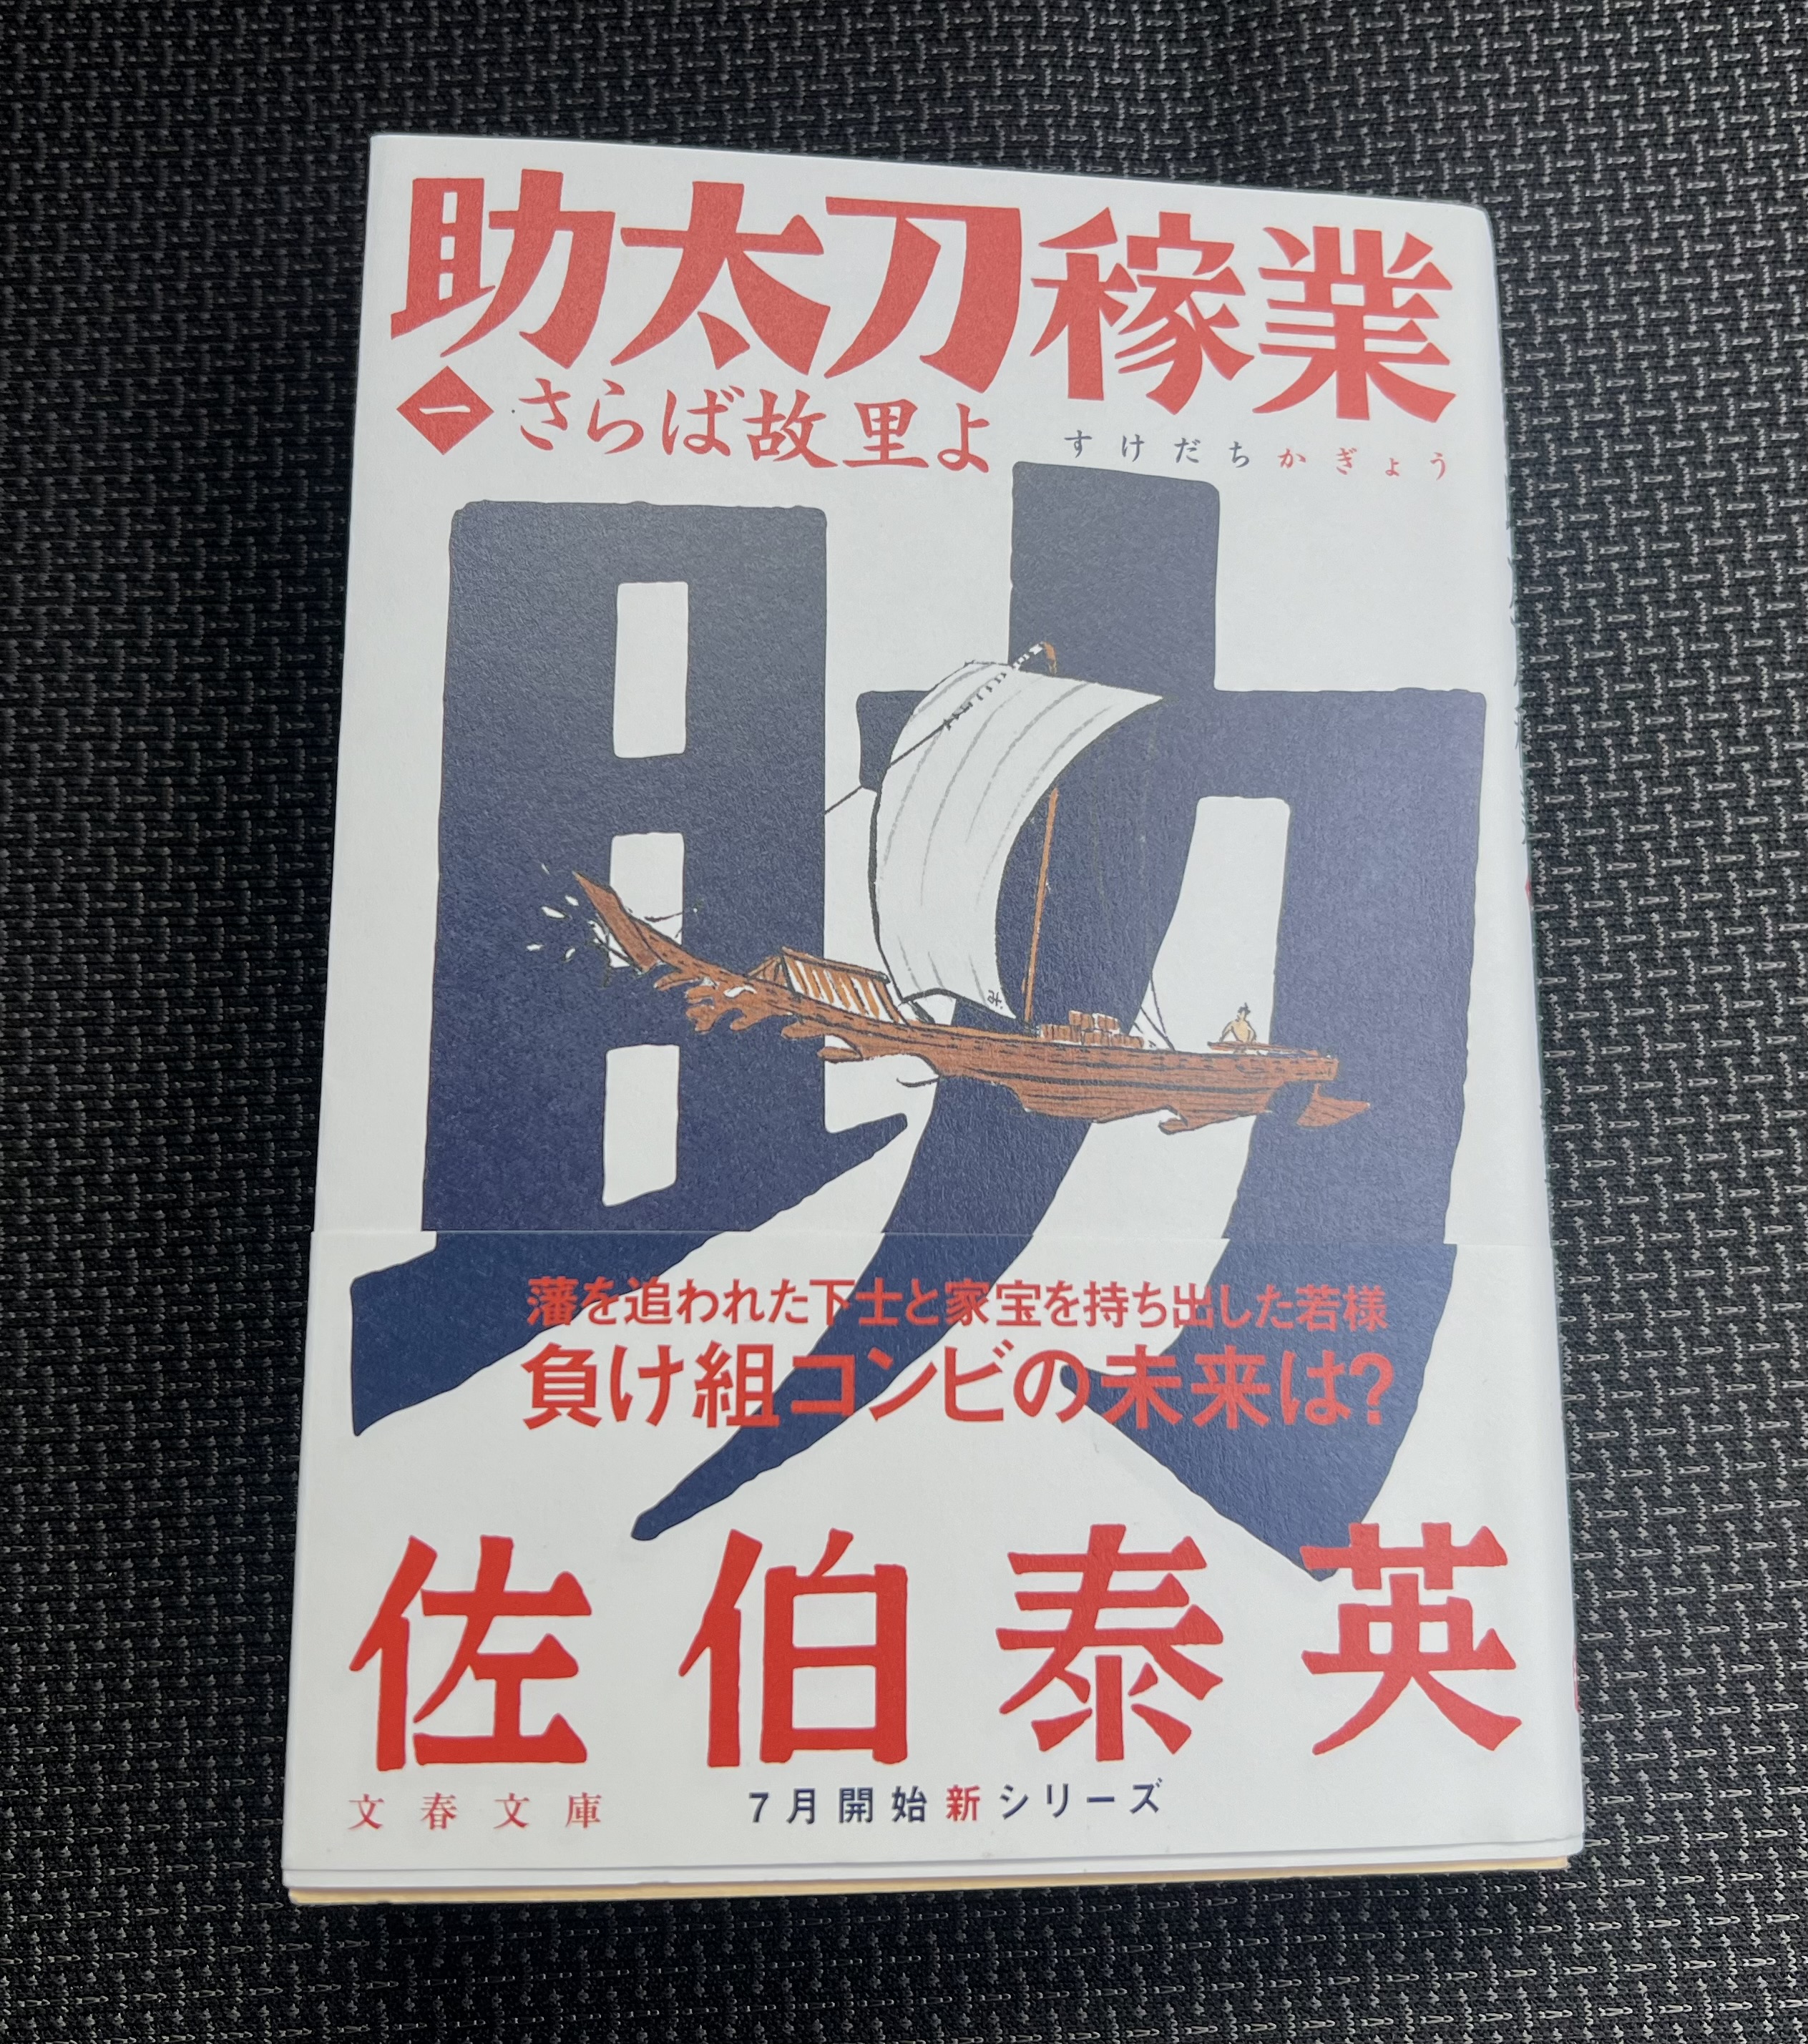 助太刀稼業
一 さらば故里よ
すけだちかぎょう
助
藩を追われた下士と家宝を持ち出した若様
負け組コンビの未来は?
佐伯泰英
文春文庫
7月開始新シリーズ